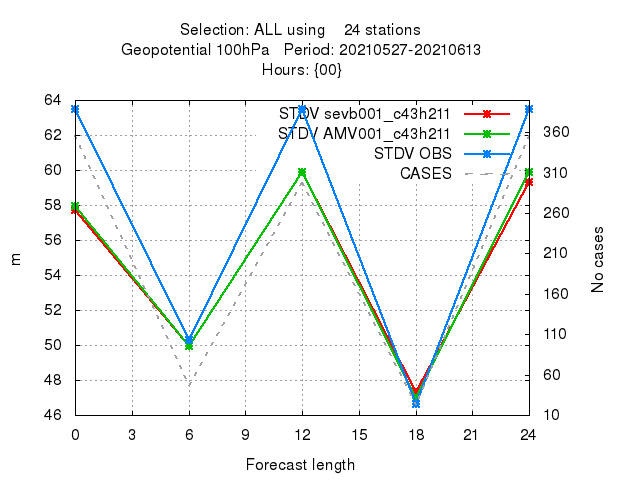 Selection: ALL using    24 stations
Geopotential 100hPa   Period: 20210527-20210613
Hours: {00}
STDV sevb001_c43h211
STDV AMV001_c43h211
STDV OBS
CASES
64
62
60
58
56
54
52
50
48
46
m
360
310
260
210
160
110
60
10
No cases
0 3 6 9 12 15 18 21 24
Forecast length